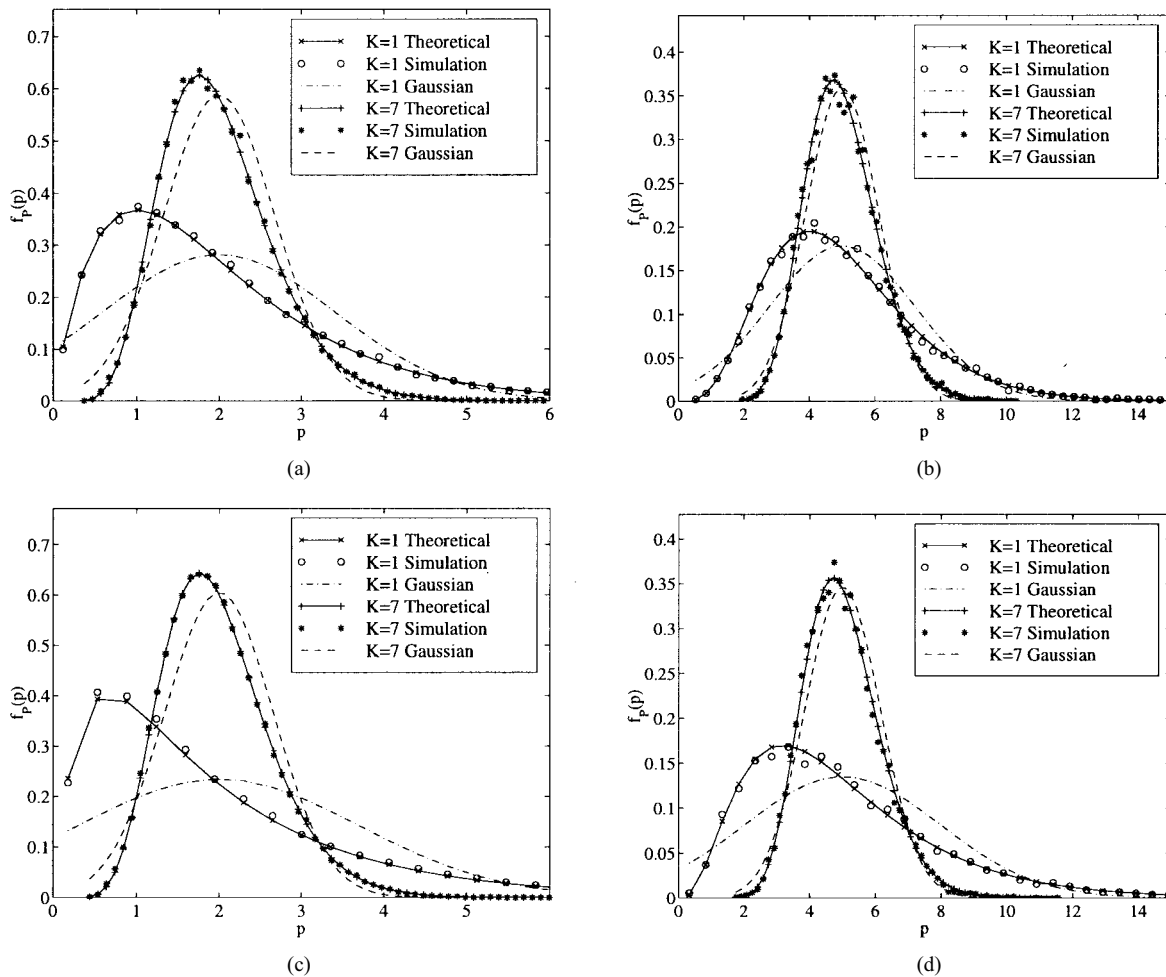 0.7
0.6
0.5
0.4
0.3
0.2
0.1
0
f_P(p)
K=1 Theoretical
K=1 Simulation
K=1 Gaussian
K=7 Theoretical
K=7 Simulation
K=7 Gaussian
0 1 2 3 4 5 6
p
(a)
0.4
0.35
0.3
0.25
0.2
0.15
0.1
0.05
0
f_P(p)
K=1 Theoretical
K=1 Simulation
K=1 Gaussian
K=7 Theoretical
K=7 Simulation
K=7 Gaussian
0 2 4 6 8 10 12 14
p
(b)
0.7
0.6
0.5
0.4
0.3
0.2
0.1
0
f_P(p)
K=1 Theoretical
K=1 Simulation
K=1 Gaussian
K=7 Theoretical
K=7 Simulation
K=7 Gaussian
0 1 2 3 4 5
p
(c)
0.4
0.35
0.3
0.25
0.2
0.15
0.1
0.05
0
f_P(p)
K=1 Theoretical
K=1 Simulation
K=1 Gaussian
K=7 Theoretical
K=7 Simulation
K=7 Gaussian
0 2 4 6 8 10 12 14
p
(d)